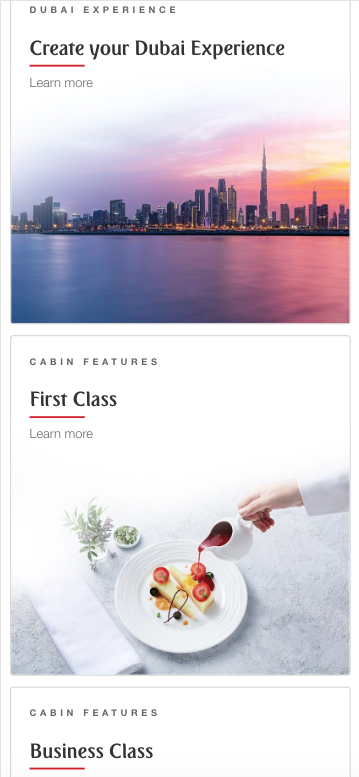 DUBAI EXPERIENCE
Create your Dubai Experience
Learn more
CABIN FEATURES
First Class
Learn more
CABIN FEATURES
Business Class